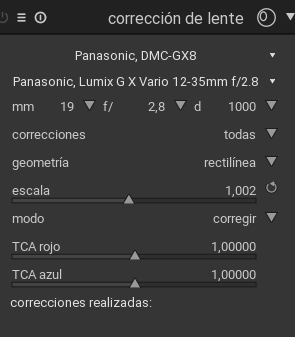 corrección de lente
Panasonic, DMC-GX8
Panasonic, Lumix G X Vario 12-35mm f/2.8
mm 19 f/ 2,8 d 1000
correcciones todas
geometría rectilínea
escala 1,002
modo corregir
TCA rojo 1,00000
TCA azul 1,00000
correcciones realizadas: